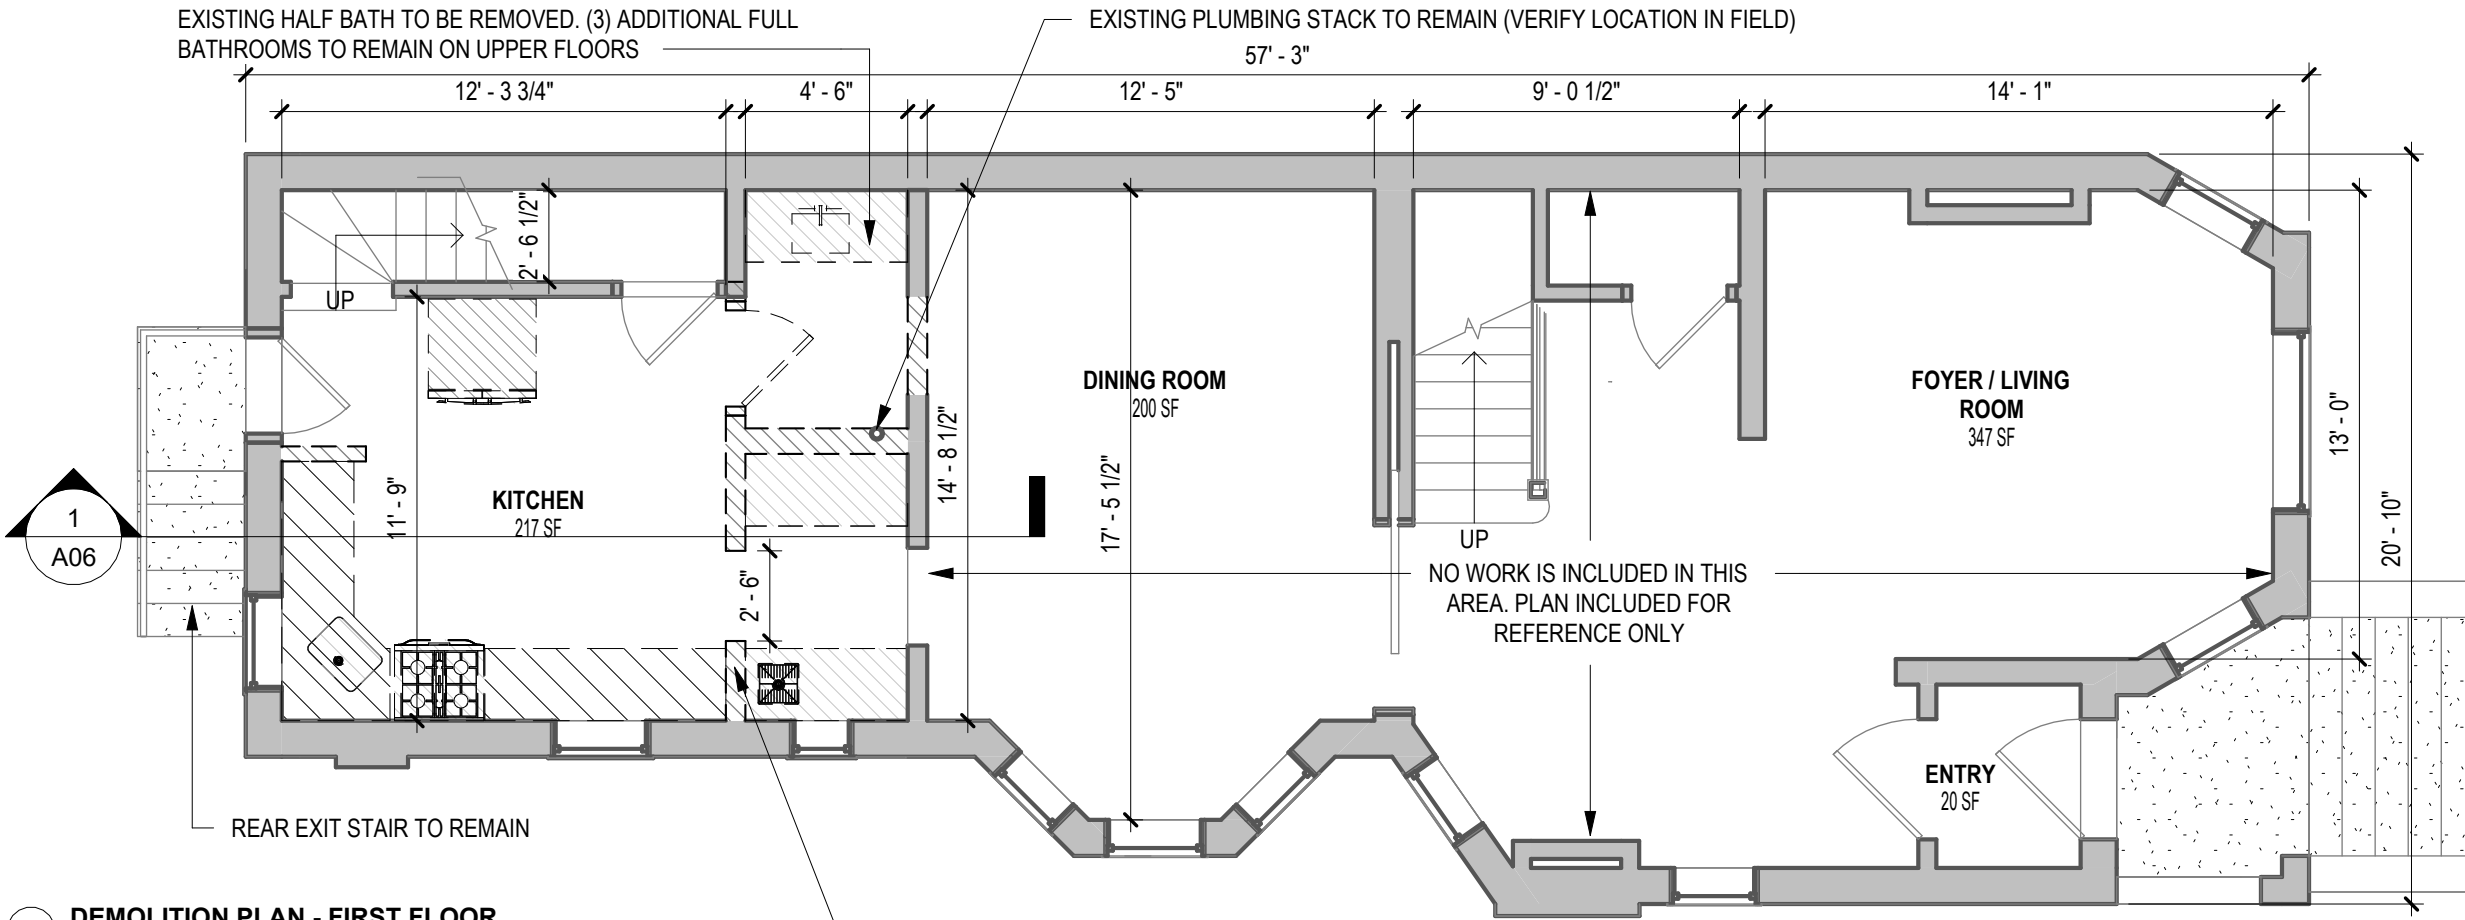 EXISTING HALF BATH TO BE REMOVED. (3) ADDITIONAL FULL
BATHROOMS TO REMAIN ON UPPER FLOORS
EXISTING PLUMBING STACK TO REMAIN (VERIFY LOCATION IN FIELD)
57' - 3"
12' - 3 3/4"
4' - 6"
12' - 5"
9' - 0 1/2"
14' - 1"
2' - 6 1/2"
UP
DINING ROOM
200 SF
FOYER / LIVING
ROOM
347 SF
13' - 0"
20' - 10"
14' - 8 1/2"
17' - 5 1/2"
11' - 9"
KITCHEN
217 SF
1
A06
UP
2' - 6"
NO WORK IS INCLUDED IN THIS
AREA. PLAN INCLUDED FOR
REFERENCE ONLY
ENTRY
20 SF
REAR EXIT STAIR TO REMAIN
DEMOLITION PLAN - FIRST FLOOR